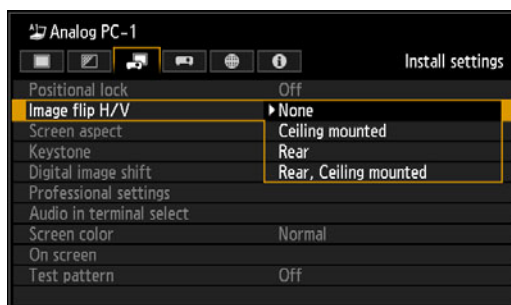 Analog PC-1
Install settings
Positional lock Off
Image flip H/V None
Ceiling mounted
Screen aspect
Rear
Keystone
Rear, Ceiling mounted
Digital image shift
Professional settings
Audio in terminal select
Screen color Normal
On screen
Test pattern Off